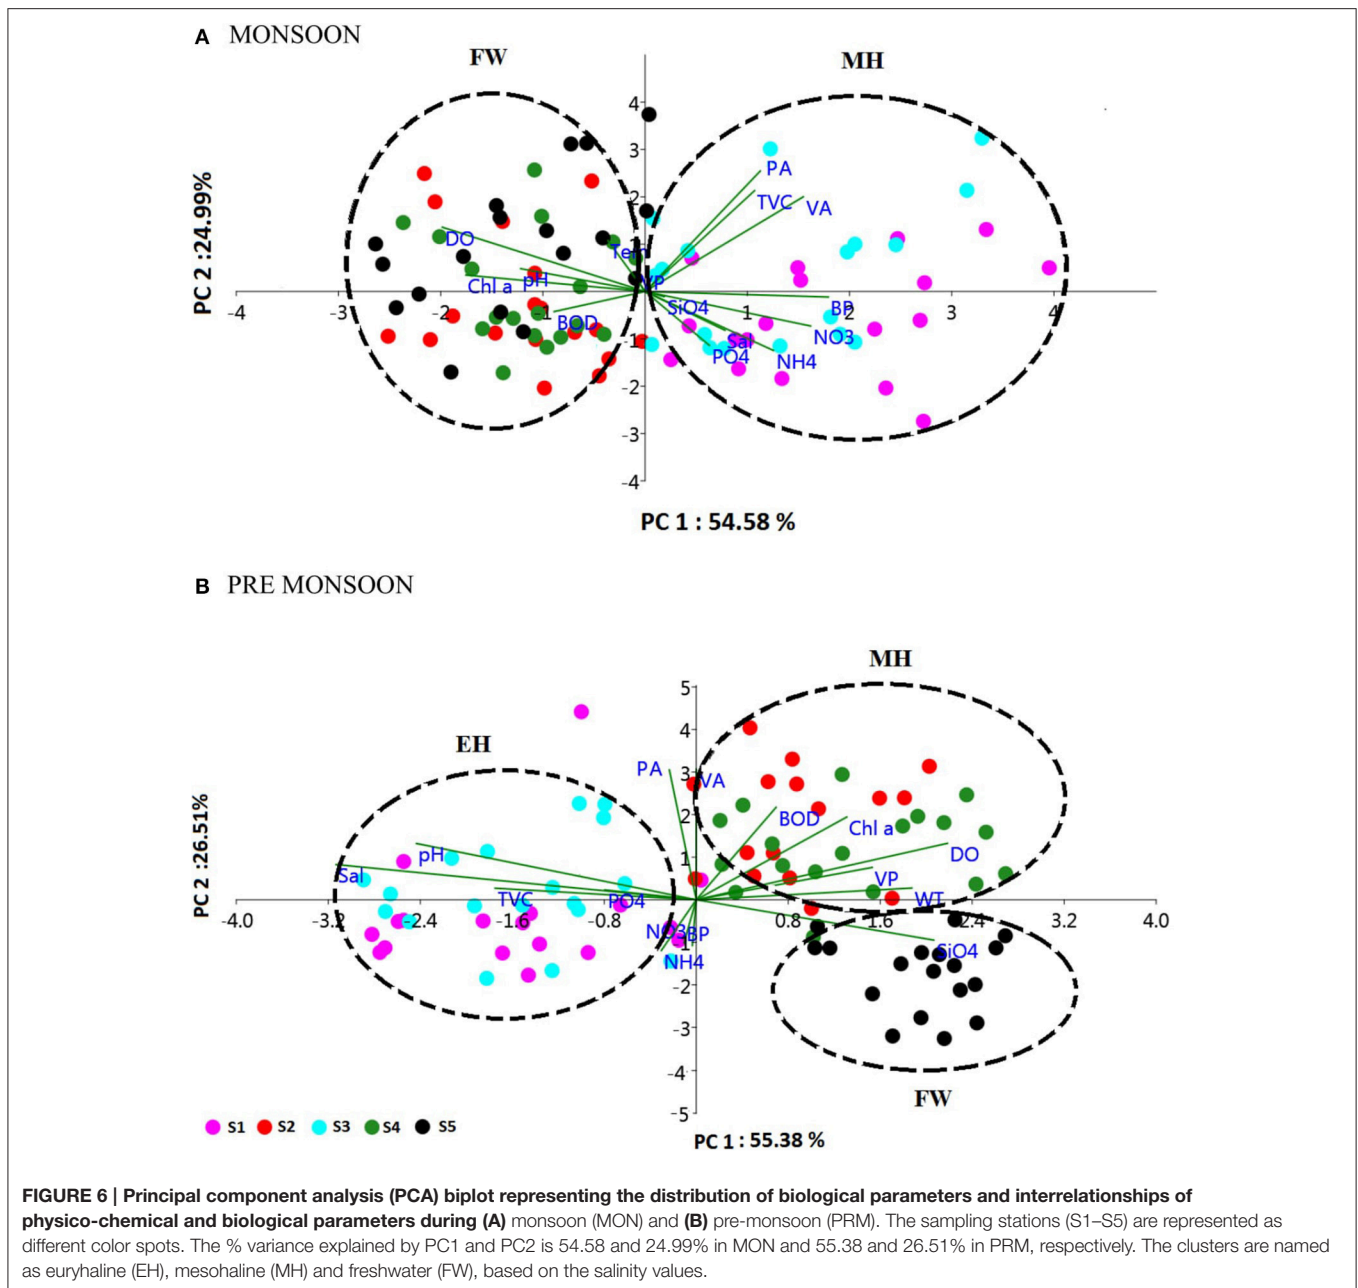 A MONSOON
FW
MH
4
3
2
1
-4
-3
-2
-1
1
2
3
4
-1
-2
-3
-4
PA
TVC
VA
DO
Tem
Chl a
pH
VP
BOD
SiO4
BP
NO3
Sal
PO4
NH4
PC 2 :24.99%
PC 1 : 54.58 %
B PRE MONSOON
MH
EH
5
4
3
2
1
-4.0
-3.2
-2.4
-1.6
-0.8
0.8
1.6
2.4
3.2
4.0
-1
-2
-3
-4
-5
PA
VA
BOD
Chl a
DO
pH
Sal
VP
TVC
PO4
WT
NO3
BP
NH4
SiO4
FW
PC 2 :26.51%
S1 S2 S3 S4 S5
PC 1 : 55.38 %
FIGURE 6 | Principal component analysis (PCA) biplot representing the distribution of biological parameters and interrelationships of
physico-chemical and biological parameters during (A) monsoon (MON) and (B) pre-monsoon (PRM). The sampling stations (S1–S5) are represented as
different color spots. The % variance explained by PC1 and PC2 is 54.58 and 24.99% in MON and 55.38 and 26.51% in PRM, respectively. The clusters are named
as euryhaline (EH), mesohaline (MH) and freshwater (FW), based on the salinity values.